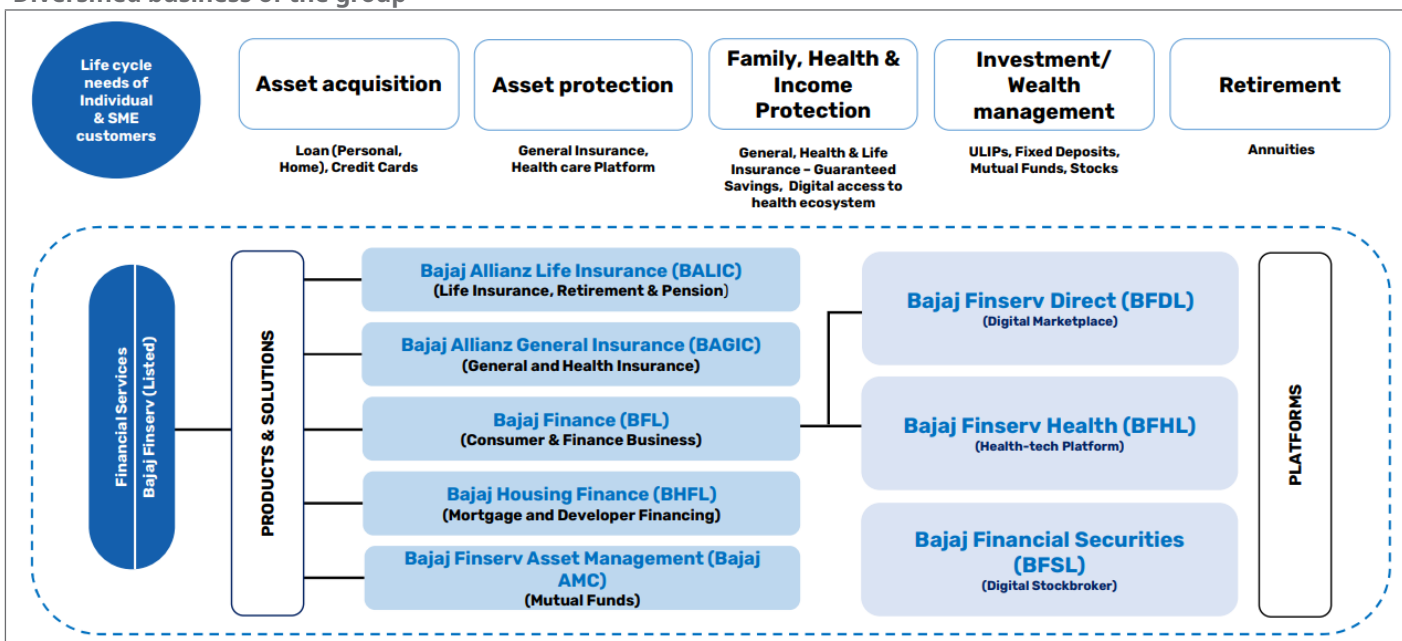 Diversified business of the group
Life cycle
needs of
Individual
& SME
customers
Asset acquisition
Loan (Personal,
Home), Credit Cards
Asset protection
General Insurance,
Health care Platform
Family, Health &
Income
Protection
General, Health & Life
Insurance – Guaranteed
Savings,  Digital access to
health ecosystem
Investment/
Wealth
management
ULIPs, Fixed Deposits,
Mutual Funds, Stocks
Retirement
Annuities
Financial Services
Bajaj Finserv (Listed)
PRODUCTS & SOLUTIONS
Bajaj Allianz Life Insurance (BALIC)
(Life Insurance, Retirement & Pension)
Bajaj Allianz General Insurance (BAGIC)
(General and Health Insurance)
Bajaj Finance (BFL)
(Consumer & Finance Business)
Bajaj Housing Finance (BHFL)
(Mortgage and Developer Financing)
Bajaj Finserv Asset Management (Bajaj
AMC)
(Mutual Funds)
Bajaj Finserv Direct (BFDL)
(Digital Marketplace)
Bajaj Finserv Health (BFHL)
(Health-tech Platform)
Bajaj Financial Securities
(BFSL)
(Digital Stockbroker)
PLATFORMS